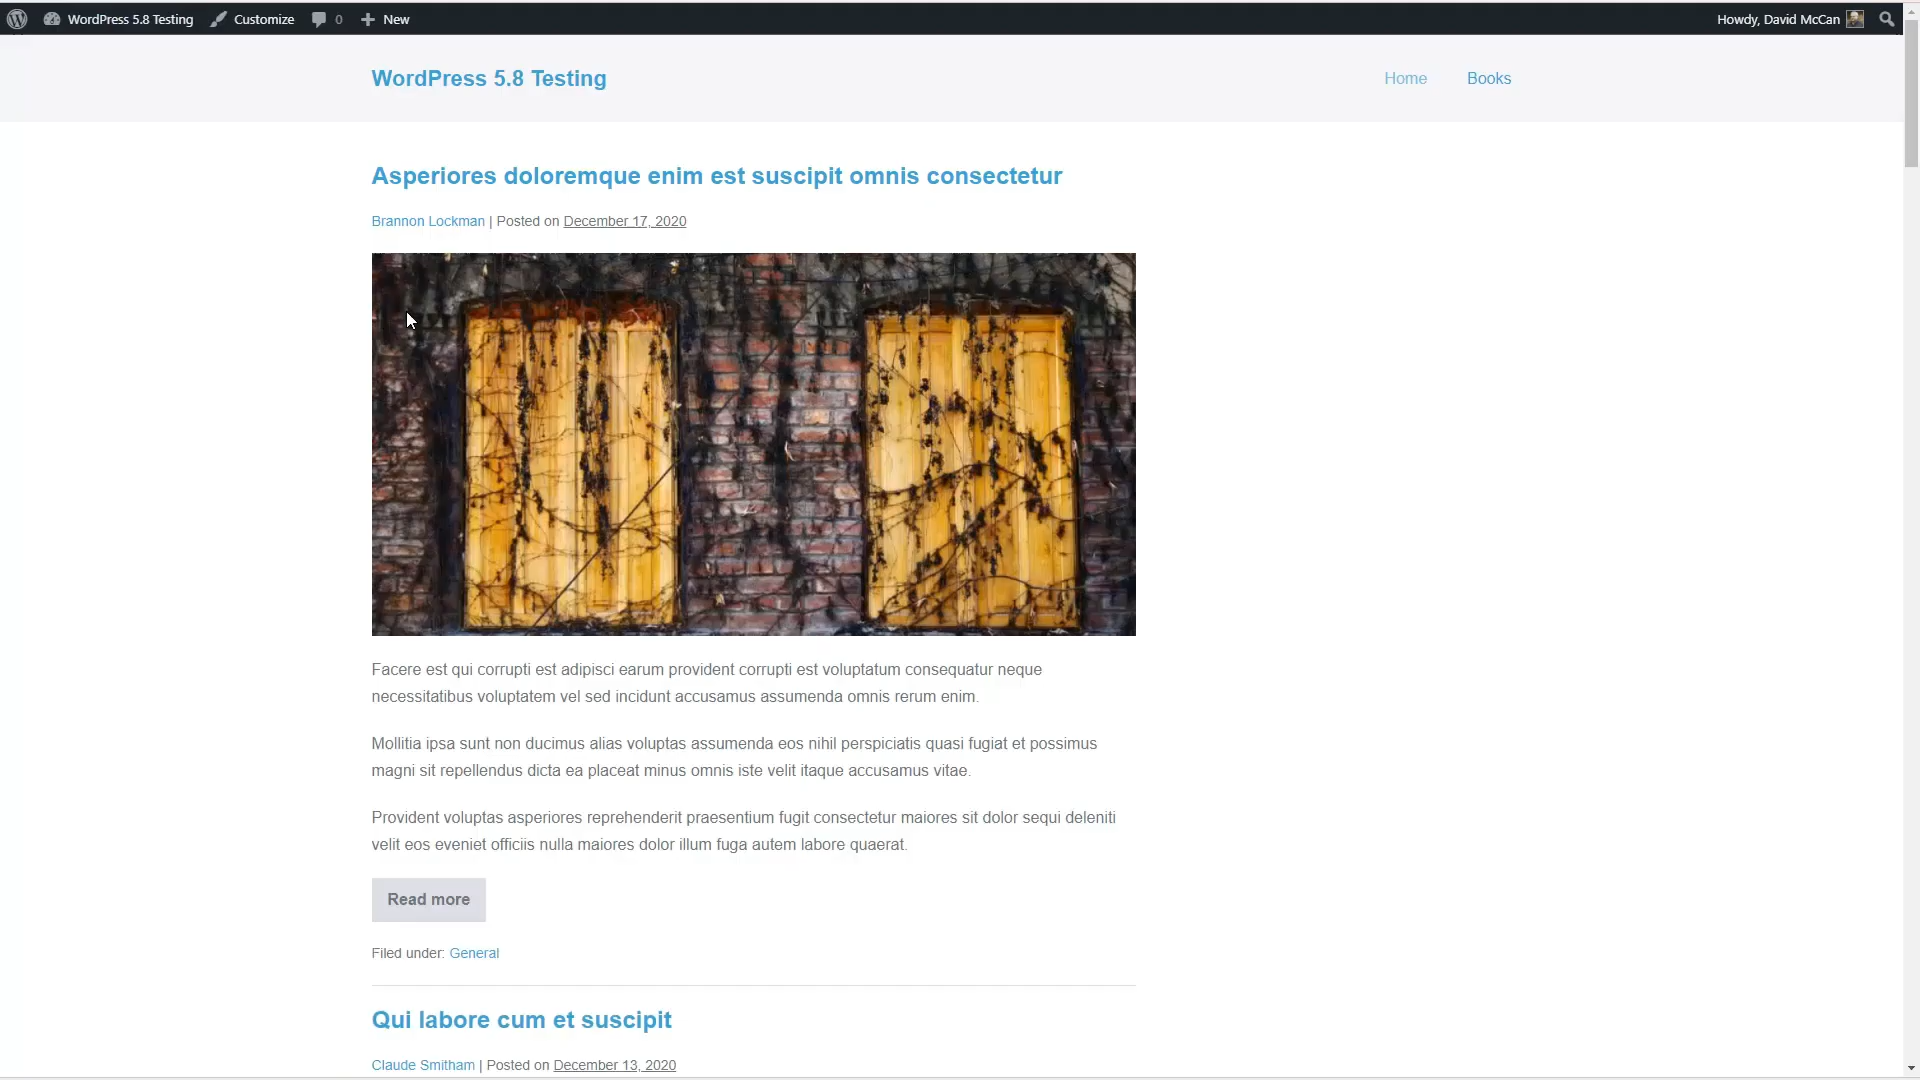 WordPress 5.8 Testing Customize 0 New Howdy, David McCan
WordPress 5.8 Testing Home Books
Asperiores doloremque enim est suscipit omnis consectetur
Brannon Lockman | Posted on December 17, 2020
Facere est qui corrupti est adipisci earum provident corrupti est voluptatum consequatur neque
necessitatibus voluptatem vel sed incidunt accusamus assumenda omnis rerum enim.
Mollitia ipsa sunt non ducimus alias voluptas assumenda eos nihil perspiciatis quasi fugiat et possimus
magni sit repellendus dicta ea placeat minus omnis iste velit itaque accusamus vitae.
Provident voluptas asperiores reprehenderit praesentium fugit consectetur maiores sit dolor sequi deleniti
velit eos eveniet officiis nulla maiores dolor illum fuga autem labore quaerat.
Read more
Filed under: General
Qui labore cum et suscipit
Claude Smitham | Posted on December 13, 2020